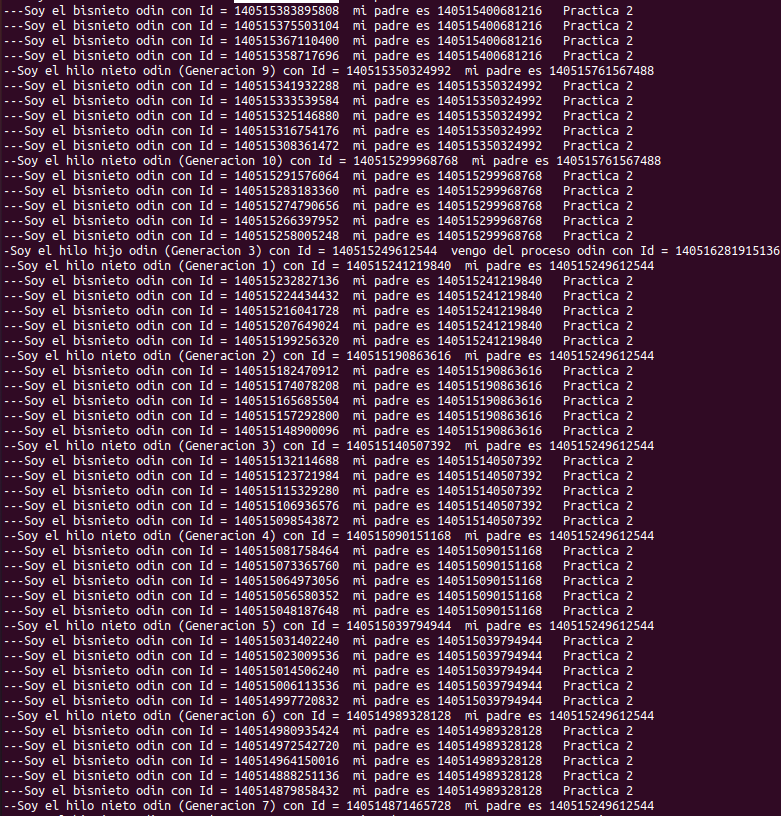 ---Soy el bisnieto odin con Id = 140515383895808  mi padre es 140515400681216   Practica 2
---Soy el bisnieto odin con Id = 140515375503104  mi padre es 140515400681216   Practica 2
---Soy el bisnieto odin con Id = 140515367110400  mi padre es 140515400681216   Practica 2
---Soy el bisnieto odin con Id = 140515358717696  mi padre es 140515400681216   Practica 2
--Soy el hilo nieto odin (Generacion 9) con Id = 140515350324992  mi padre es 140515761567488
---Soy el bisnieto odin con Id = 140515341932288  mi padre es 140515350324992   Practica 2
---Soy el bisnieto odin con Id = 140515333539584  mi padre es 140515350324992   Practica 2
---Soy el bisnieto odin con Id = 140515325146880  mi padre es 140515350324992   Practica 2
---Soy el bisnieto odin con Id = 140515316754176  mi padre es 140515350324992   Practica 2
---Soy el bisnieto odin con Id = 140515308361472  mi padre es 140515350324992   Practica 2
--Soy el hilo nieto odin (Generacion 10) con Id = 140515299968768  mi padre es 140515761567488
---Soy el bisnieto odin con Id = 140515291576064  mi padre es 140515299968768   Practica 2
---Soy el bisnieto odin con Id = 140515283183360  mi padre es 140515299968768   Practica 2
---Soy el bisnieto odin con Id = 140515274790656  mi padre es 140515299968768   Practica 2
---Soy el bisnieto odin con Id = 140515266397952  mi padre es 140515299968768   Practica 2
---Soy el bisnieto odin con Id = 140515258005248  mi padre es 140515299968768   Practica 2
-Soy el hilo hijo odin (Generacion 3) con Id = 140515249612544  vengo del proceso odin con Id = 140516281915136
--Soy el hilo nieto odin (Generacion 1) con Id = 140515241219840  mi padre es 140515249612544
---Soy el bisnieto odin con Id = 140515232827136  mi padre es 140515241219840   Practica 2
---Soy el bisnieto odin con Id = 140515224434432  mi padre es 140515241219840   Practica 2
---Soy el bisnieto odin con Id = 140515216041728  mi padre es 140515241219840   Practica 2
---Soy el bisnieto odin con Id = 140515207649024  mi padre es 140515241219840   Practica 2
---Soy el bisnieto odin con Id = 140515199256320  mi padre es 140515241219840   Practica 2
--Soy el hilo nieto odin (Generacion 2) con Id = 140515190863616  mi padre es 140515249612544
---Soy el bisnieto odin con Id = 140515182470912  mi padre es 140515190863616   Practica 2
---Soy el bisnieto odin con Id = 140515174078208  mi padre es 140515190863616   Practica 2
---Soy el bisnieto odin con Id = 140515165685504  mi padre es 140515190863616   Practica 2
---Soy el bisnieto odin con Id = 140515157292800  mi padre es 140515190863616   Practica 2
---Soy el bisnieto odin con Id = 140515148900096  mi padre es 140515190863616   Practica 2
--Soy el hilo nieto odin (Generacion 3) con Id = 140515140507392  mi padre es 140515249612544
---Soy el bisnieto odin con Id = 140515132114688  mi padre es 140515140507392   Practica 2
---Soy el bisnieto odin con Id = 140515123721984  mi padre es 140515140507392   Practica 2
---Soy el bisnieto odin con Id = 140515115329280  mi padre es 140515140507392   Practica 2
---Soy el bisnieto odin con Id = 140515106936576  mi padre es 140515140507392   Practica 2
---Soy el bisnieto odin con Id = 140515098543872  mi padre es 140515140507392   Practica 2
--Soy el hilo nieto odin (Generacion 4) con Id = 140515090151168  mi padre es 140515249612544
---Soy el bisnieto odin con Id = 140515081758464  mi padre es 140515090151168   Practica 2
---Soy el bisnieto odin con Id = 140515073365760  mi padre es 140515090151168   Practica 2
---Soy el bisnieto odin con Id = 140515064973056  mi padre es 140515090151168   Practica 2
---Soy el bisnieto odin con Id = 140515056580352  mi padre es 140515090151168   Practica 2
---Soy el bisnieto odin con Id = 140515048187648  mi padre es 140515090151168   Practica 2
--Soy el hilo nieto odin (Generacion 5) con Id = 140515039794944  mi padre es 140515249612544
---Soy el bisnieto odin con Id = 140515031402240  mi padre es 140515039794944   Practica 2
---Soy el bisnieto odin con Id = 140515023009536  mi padre es 140515039794944   Practica 2
---Soy el bisnieto odin con Id = 140515014506240  mi padre es 140515039794944   Practica 2
---Soy el bisnieto odin con Id = 140515006113536  mi padre es 140515039794944   Practica 2
---Soy el bisnieto odin con Id = 140514997720832  mi padre es 140515039794944   Practica 2
--Soy el hilo nieto odin (Generacion 6) con Id = 140514989328128  mi padre es 140515249612544
---Soy el bisnieto odin con Id = 140514980935424  mi padre es 140514989328128   Practica 2
---Soy el bisnieto odin con Id = 140514972542720  mi padre es 140514989328128   Practica 2
---Soy el bisnieto odin con Id = 140514964150016  mi padre es 140514989328128   Practica 2
---Soy el bisnieto odin con Id = 140514888251136  mi padre es 140514989328128   Practica 2
---Soy el bisnieto odin con Id = 140514879858432  mi padre es 140514989328128   Practica 2
--Soy el hilo nieto odin (Generacion 7) con Id = 140514871465728  mi padre es 140515249612544